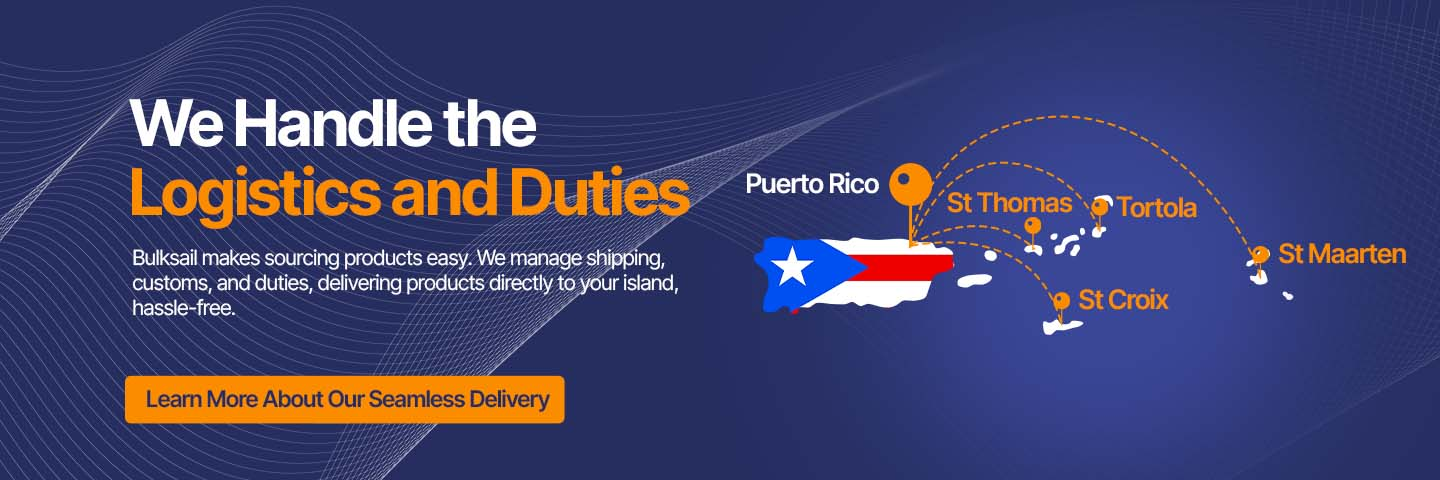 We Handle the
Logistics and Duties
Bulksail makes sourcing products easy. We manage shipping,
customs, and duties, delivering products directly to your island,
hassle-free.
Learn More About Our Seamless Delivery
Puerto Rico
St Thomas
Tortola
St Maarten
St Croix